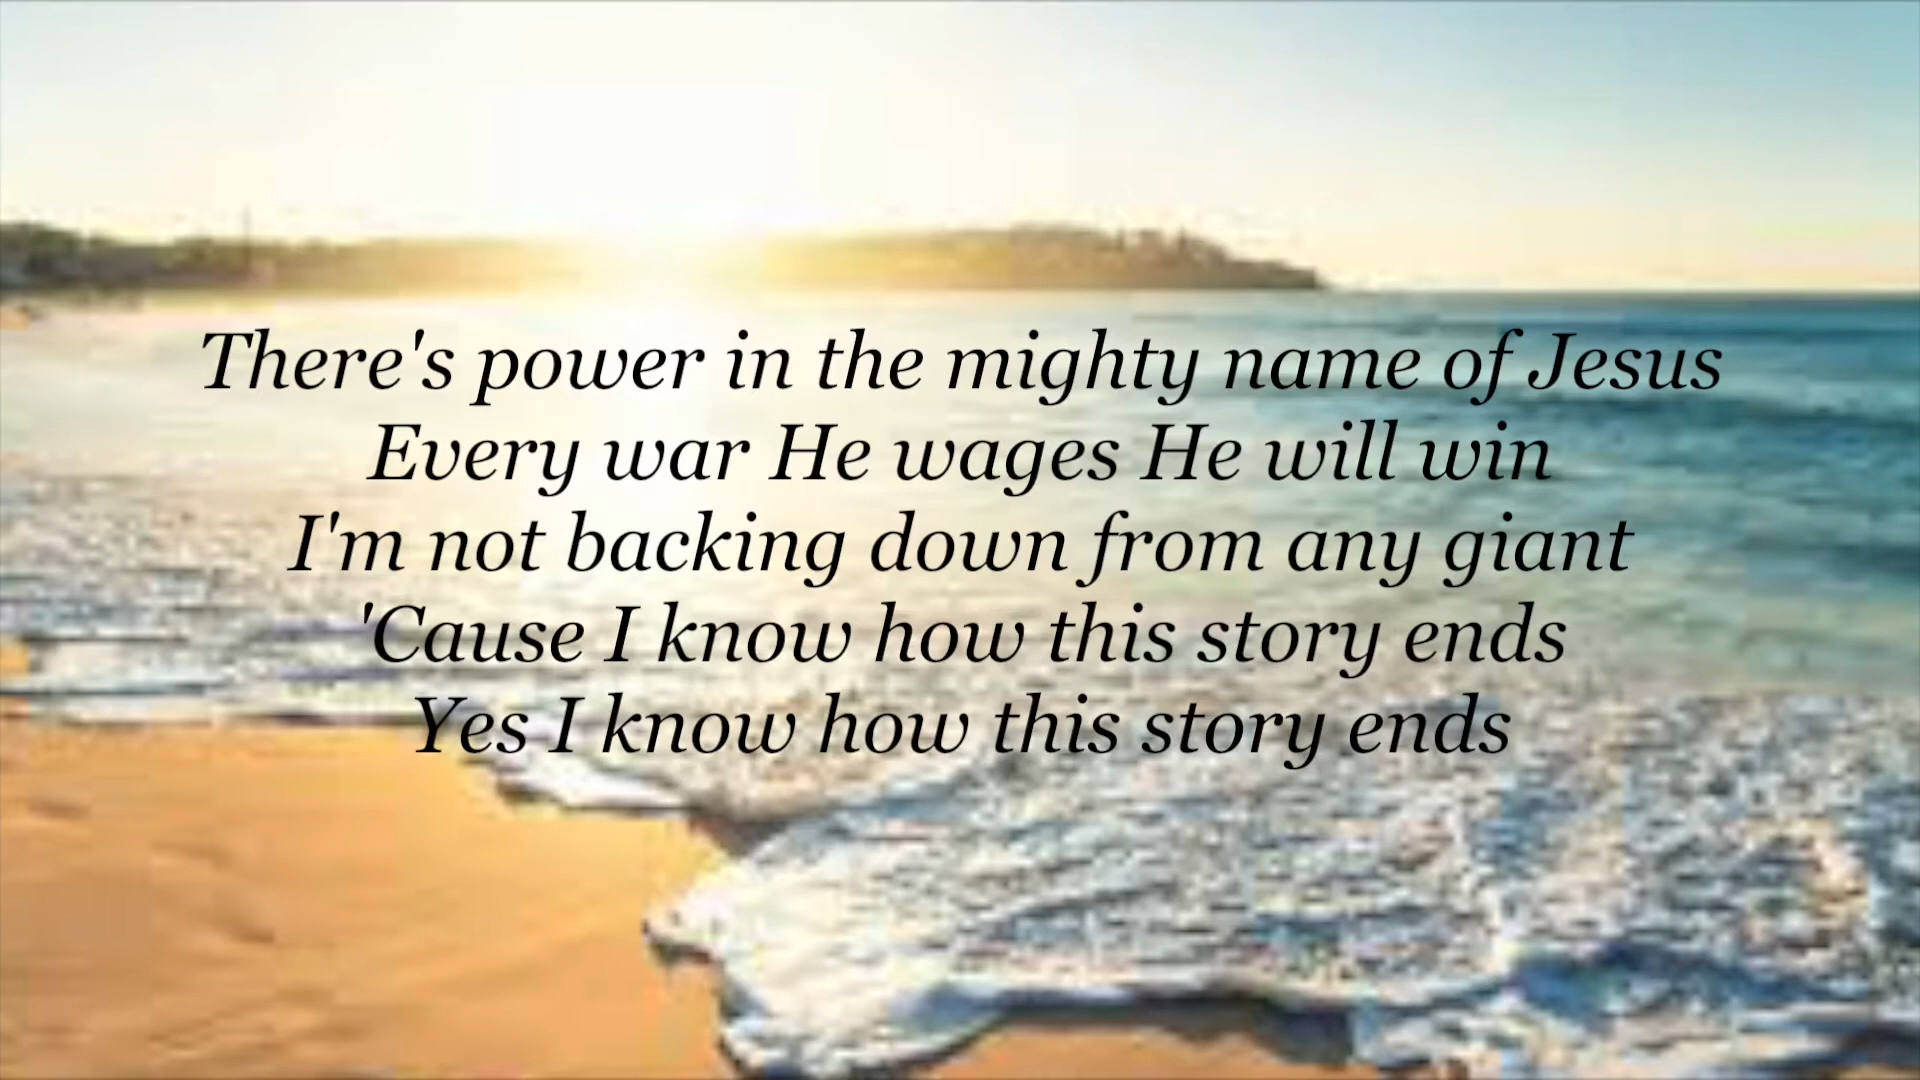 There's power in the mighty name of Jesus
Every war He wages He will win
I'm not backing down from any giant
'Cause I know how this story ends
Yes I know how this story ends